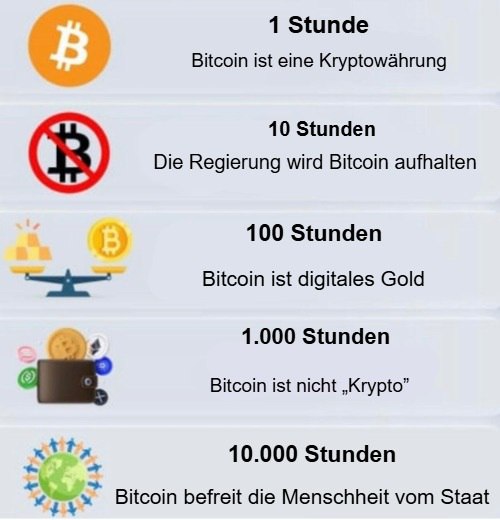 1 Stunde
Bitcoin ist eine Kryptowährung
10 Stunden
Die Regierung wird Bitcoin aufhalten
100 Stunden
Bitcoin ist digitales Gold
1.000 Stunden
Bitcoin ist nicht „Krypto”
10.000 Stunden
Bitcoin befreit die Menschheit vom Staat